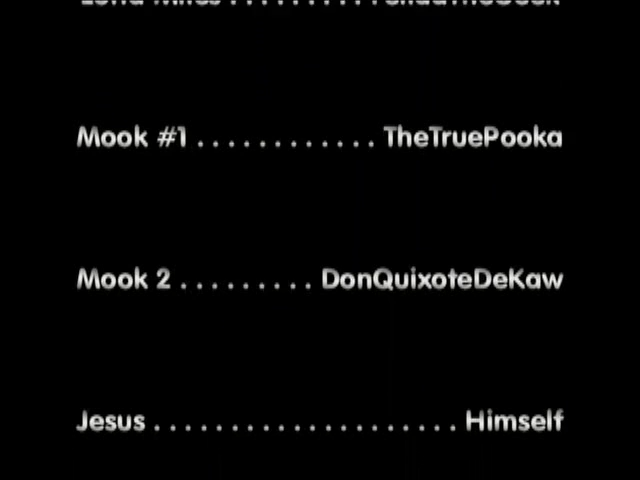 Mook #1 . . . . . . . . . . . . TheTruePooka
Mook 2 . . . . . . . . . DonQuixoteDeKaw
Jesus . . . . . . . . . . . . . . . . . . . . Himself